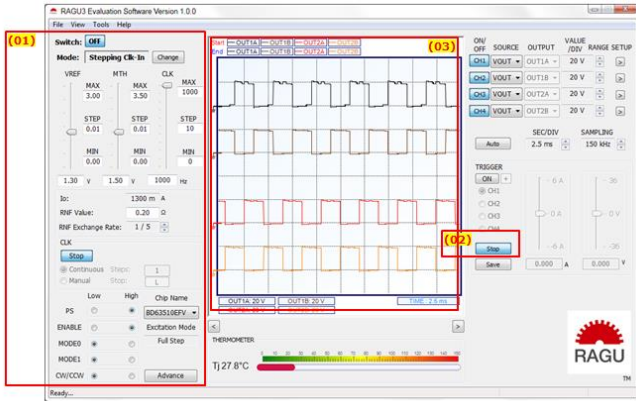 RAGU3 Evaluation Software Version 1.0.0
File View Tools Help
(01)
Switch: OFF
Mode: Stepping Clk-In Change
VREF MTH CLK
MAX MAX MAX
3.00 3.50 1000
STEP STEP STEP
0.01 0.01 10
MIN MIN MIN
0.00 0.00 0
1.30 V 1.50 V 1000 Hz
Io: 1300 m A
RNF Value: 0.20 Ω
RNF Exchange Rate: 1 / 5
CLK
Stop
Continuous Steps: 1
Manual Stop: L
Low High Chip Name
PS BD63510EFV
ENABLE Excitation Mode
MODE0 Full Step
MODE1
CW/CCW Advance
Ready...
(03)
Start OUT1A OUT1B OUT2A OUT2B
End OUT1A OUT1B OUT2A OUT2B
OUT1A: 20 V OUT1B: 20 V TIME : 2.5 ms
< >
THERMOMETER
Tj 27.8°C
ON/OFF SOURCE OUTPUT VALUE/DIV RANGE SETUP
CH1 VOUT OUT1A 20 V >
CH2 VOUT OUT1B 20 V >
CH3 VOUT OUT2A 20 V >
CH4 VOUT OUT2B 20 V >
SEC/DIV SAMPLING
Auto 2.5 ms 150 kHz
TRIGGER
ON +
CH1
CH2
CH3
CH4
6 A 36
0 A 0 V
-6 A -36
(02)
Stop
Save 0.000 A 0.000 V
RAGU
TM